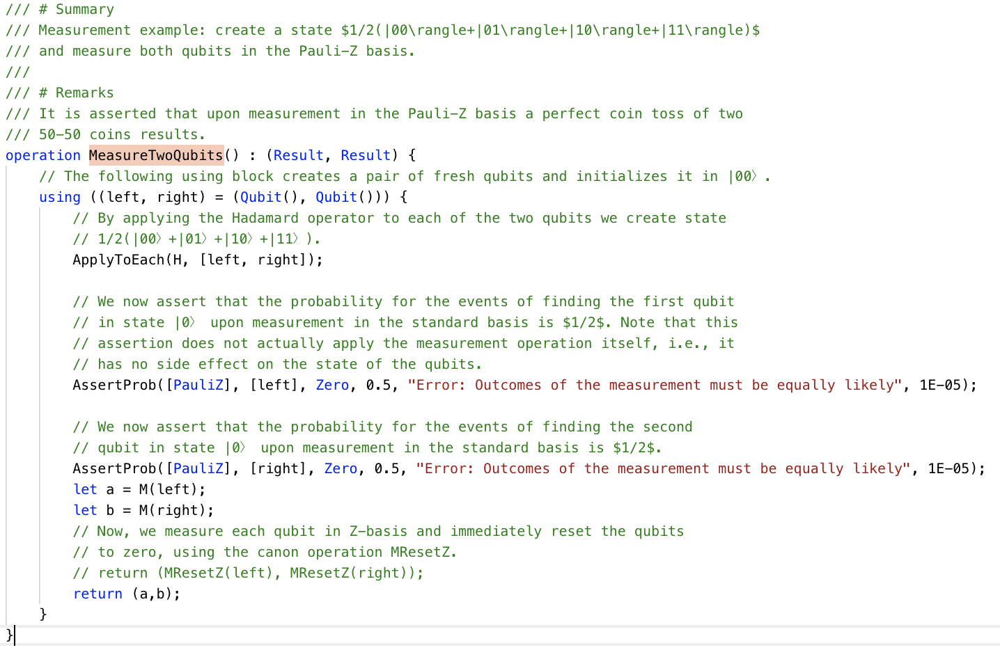 /// # Summary
/// Measurement example: create a state $1/2(|00\rangle+|01\rangle+|10\rangle+|11\rangle)$
/// and measure both qubits in the Pauli-Z basis.
///
/// # Remarks
/// It is asserted that upon measurement in the Pauli-Z basis a perfect coin toss of two
/// 50-50 coins results.
operation MeasureTwoQubits() : (Result, Result) {
    // The following using block creates a pair of fresh qubits and initializes it in |00〉.
    using ((left, right) = (Qubit(), Qubit())) {
        // By applying the Hadamard operator to each of the two qubits we create state
        // 1/2(|00〉+|01〉+|10〉+|11〉).
        ApplyToEach(H, [left, right]);

        // We now assert that the probability for the events of finding the first qubit
        // in state |0〉 upon measurement in the standard basis is $1/2$. Note that this
        // assertion does not actually apply the measurement operation itself, i.e., it
        // has no side effect on the state of the qubits.
        AssertProb([PauliZ], [left], Zero, 0.5, "Error: Outcomes of the measurement must be equally likely", 1E-05);

        // We now assert that the probability for the events of finding the second
        // qubit in state |0〉 upon measurement in the standard basis is $1/2$.
        AssertProb([PauliZ], [right], Zero, 0.5, "Error: Outcomes of the measurement must be equally likely", 1E-05);
        let a = M(left);
        let b = M(right);
        // Now, we measure each qubit in Z-basis and immediately reset the qubits
        // to zero, using the canon operation MResetZ.
        // return (MResetZ(left), MResetZ(right));
        return (a,b);
    }
}